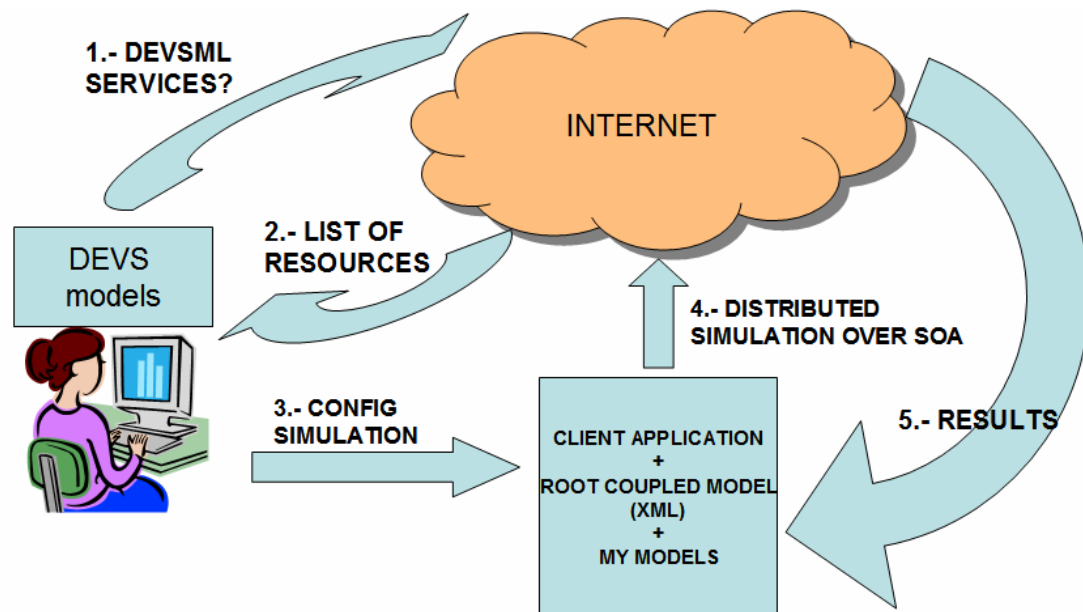 1.- DEVSML
SERVICES?
INTERNET
2.- LIST OF
RESOURCES
DEVS
models
4.- DISTRIBUTED
SIMULATION OVER SOA
3.- CONFIG
SIMULATION
CLIENT APPLICATION
+
ROOT COUPLED MODEL
(XML)
+
MY MODELS
5.- RESULTS